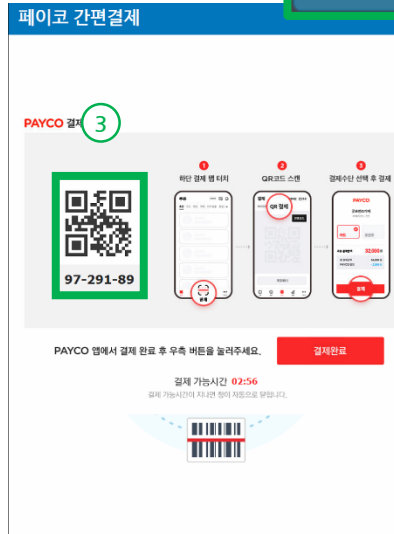 페이코 간편결제
PAYCO 결제
3
1
하단 결제 탭 터치
2
QR코드 스캔
3
결제수단 선택 후 결제
결제
QR 결제
PAYCO
결제
97-291-89
PAYCO 앱에서 결제 완료 후 우측 버튼을 눌러주세요.
결제완료
결제 가능시간 02:56
결제 가능시간이 지나면 창이 자동으로 닫힙니다.